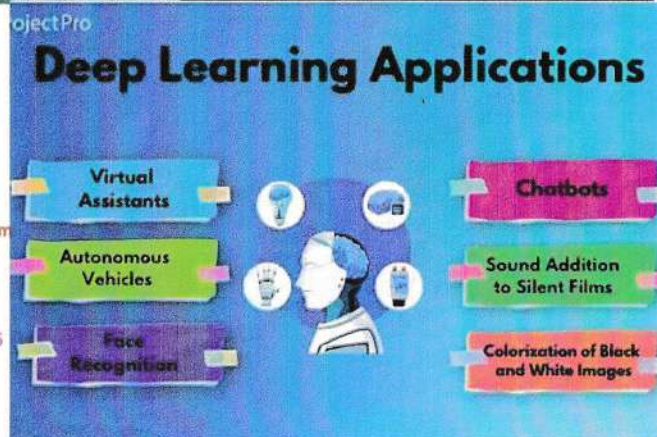 ojectPro
Deep Learning Applications
Virtual
Assistants
Autonomous
Vehicles
Face
Recognition
Chatbots
Sound Addition
to Silent Films
Colorization of Black
and White Images